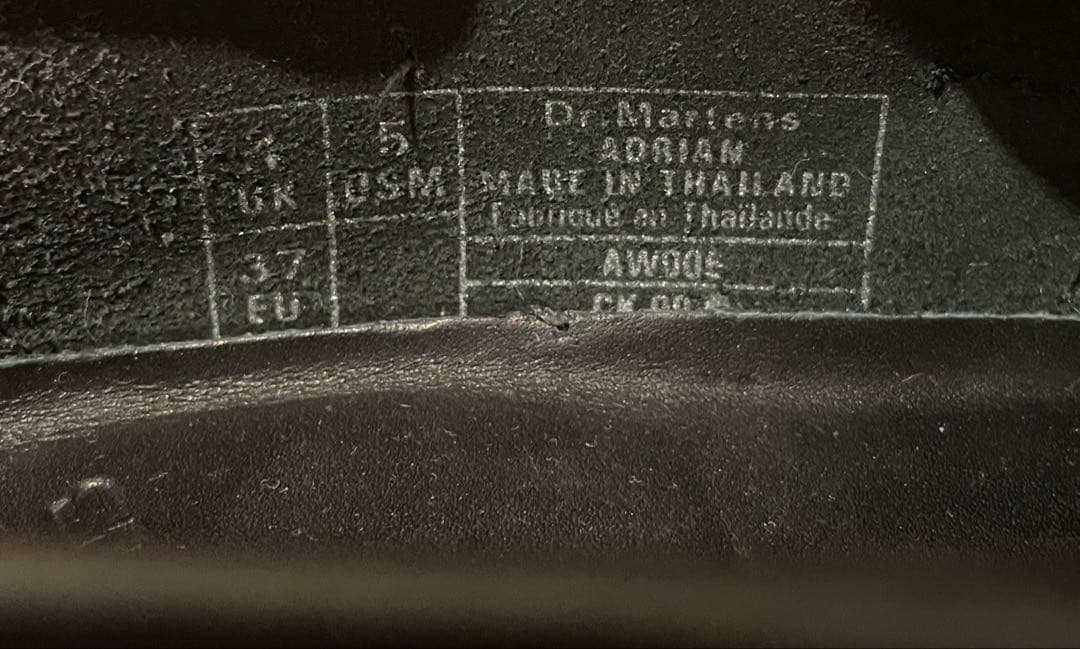 4
UK
5
USM
37
EU
Dr. Martens
ADRIAN
MADE IN THAILAND
Fabriqué en Thaïlande
AW006